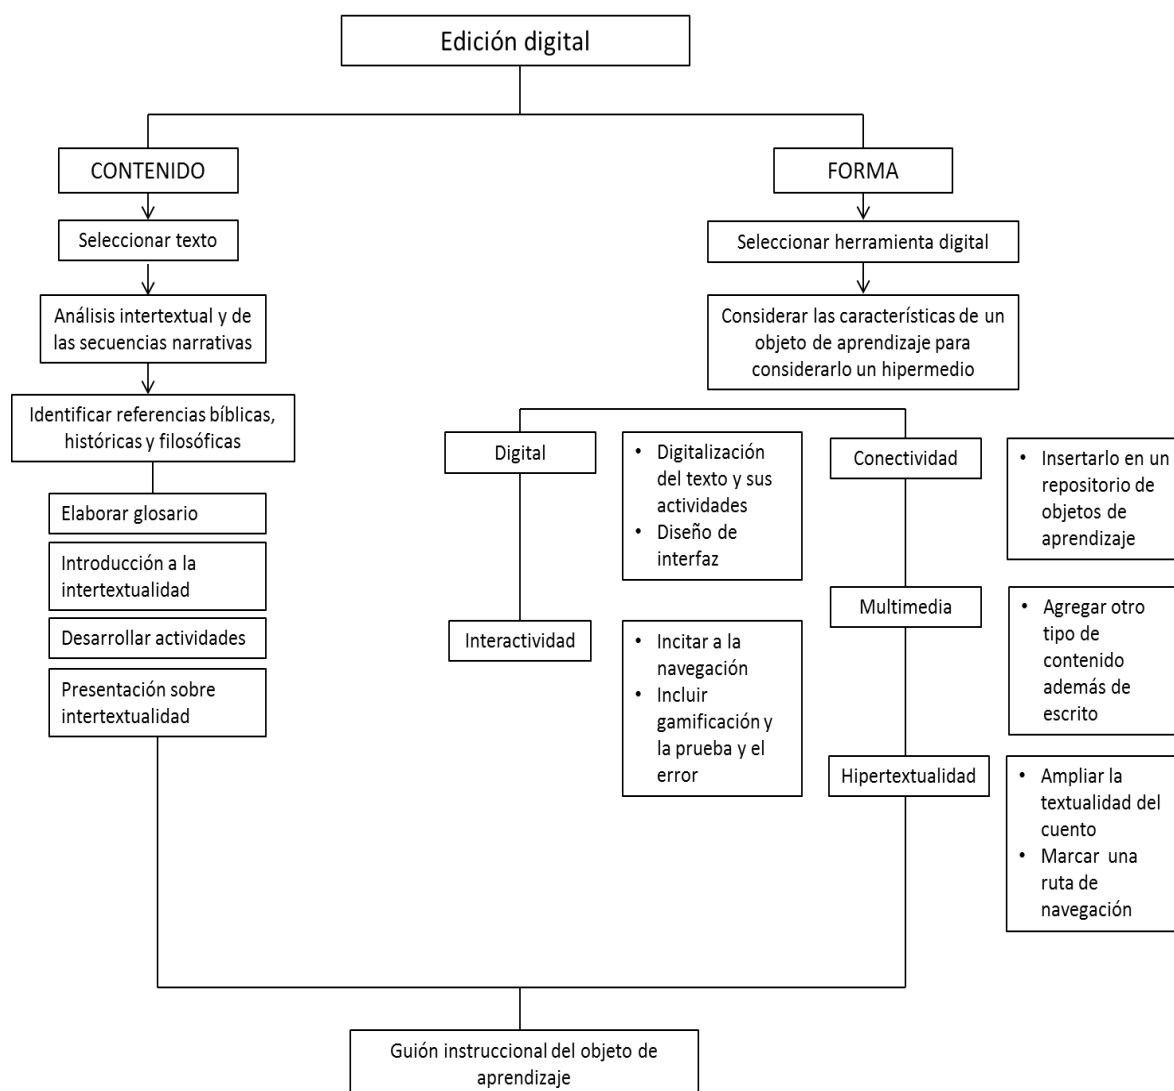 Edición digital
CONTENIDO
Seleccionar texto
Análisis intertextual y de
las secuencias narrativas
Identificar referencias bíblicas,
históricas y filosóficas
Elaborar glosario
Introducción a la
intertextualidad
Desarrollar actividades
Presentación sobre
intertextualidad
FORMA
Seleccionar herramienta digital
Considerar las características de un
objeto de aprendizaje para
considerarlo un hipermedio
Digital
• Digitalización
del texto y sus
actividades
• Diseño de
interfaz
Interactividad
• Incitar a la
navegación
• Incluir
gamificación y
la prueba y el
error
Conectividad
• Insertarlo en un
repositorio de
objetos de
aprendizaje
Multimedia
• Agregar otro
tipo de
contenido
además de
escrito
Hipertextualidad
• Ampliar la
textualidad del
cuento
• Marcar una
ruta de
navegación
Guión instruccional del objeto de
aprendizaje